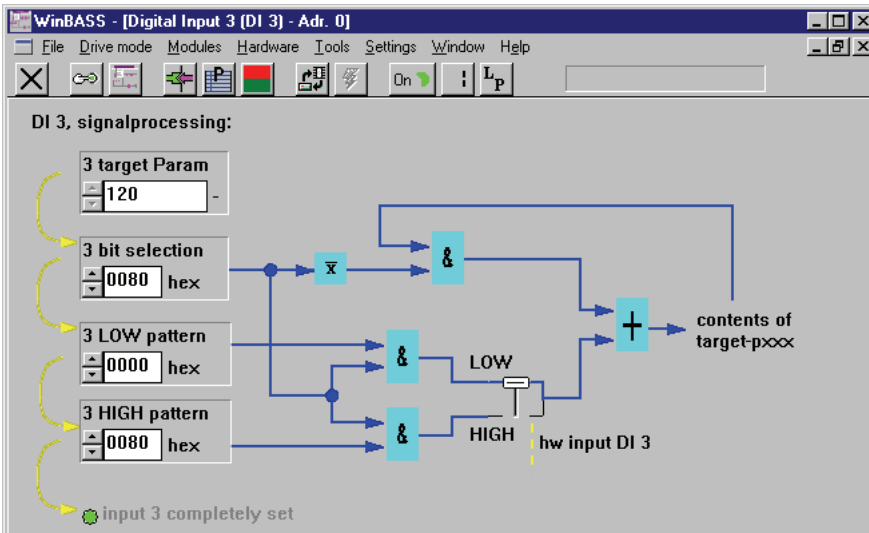 WinBASS - [Digital Input 3 (DI 3) - Adr. 0]
File Drive mode Modules Hardware Tools Settings Window Help
P On LP
DI 3, signalprocessing:
3 target Param
120 -
3 bit selection
0080 hex
x̅
&
3 LOW pattern
0000 hex
&
LOW
+
contents of
target-pxxx
3 HIGH pattern
0080 hex
&
HIGH
hw input DI 3
input 3 completely set